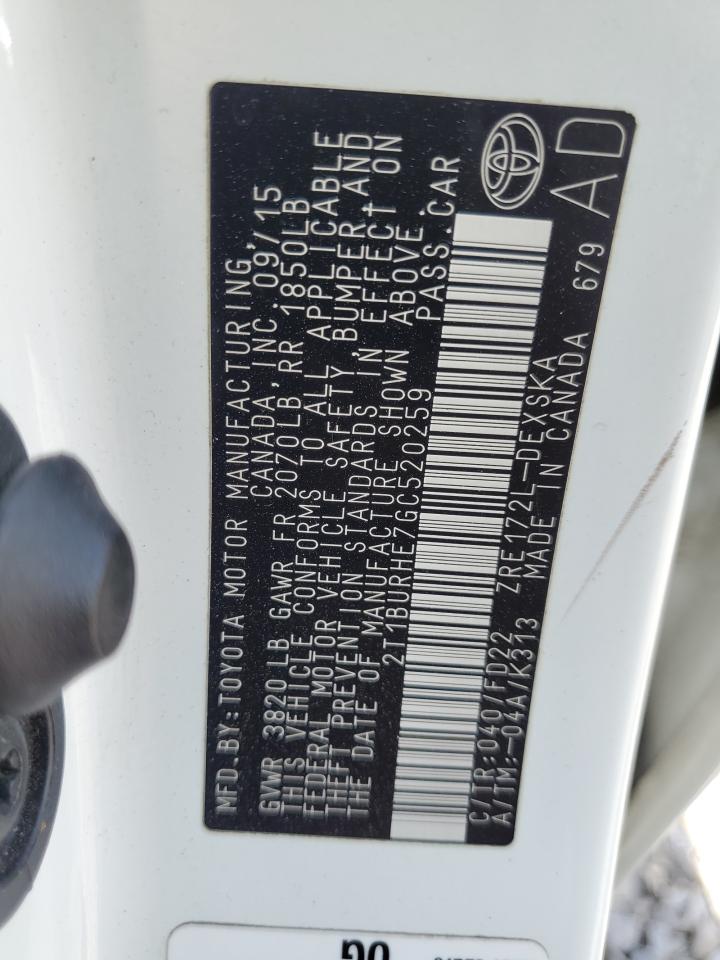 MFD.BY:TOYOTA MOTOR MANUFACTURING,
CANADA,INC.09/15
GVWR 3820 LB GAWR FR 2070LB,RR 1850LB
THIS VEHICLE CONFORMS TO ALL APPLICABLE
FEDERAL MOTOR VEHICLE SAFETY,BUMPER,AND
THEFT PREVENTION STANDARDS IN EFFECT ON
THE DATE OF MANUFACTURE SHOWN ABOVE.
2T1BURHE7GC520259 PASS.CAR
C/TR:040/FD22 ZRE172L-DEXSKA 679
A/TM:-04A/K313 MADE IN CANADA AD